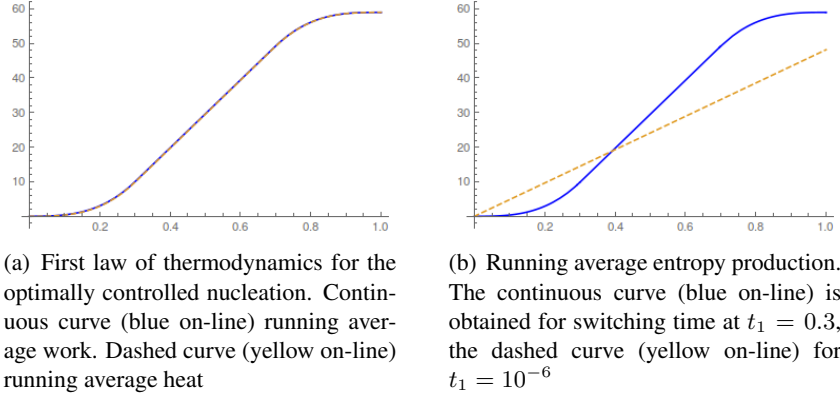 60
50
40
30
20
10
0.2 0.4 0.6 0.8 1.0
60
50
40
30
20
10
0.2 0.4 0.6 0.8 1.0
(a) First law of thermodynamics for the
optimally controlled nucleation. Contin-
uous curve (blue on-line) running aver-
age work. Dashed curve (yellow on-line)
running average heat
(b) Running average entropy production.
The continuous curve (blue on-line) is
obtained for switching time at t₁ = 0.3,
the dashed curve (yellow on-line) for
t₁ = 10⁻⁶